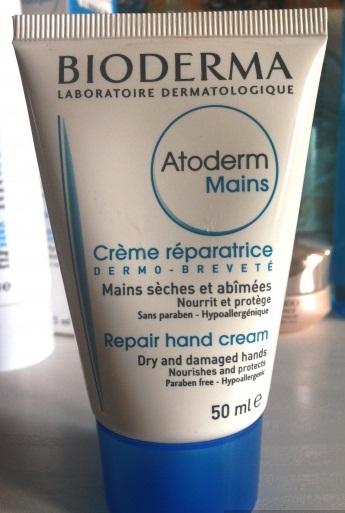 BIODERMA
LABORATOIRE DERMATOLOGIQUE
Atoderm
Mains
Crème réparatrice
DERMO-BREVETÉ
Mains sèches et abîmées
Nourrit et protège
Sans paraben - Hypoallergénique
Repair hand cream
Dry and damaged hands
Nourishes and protects
Paraben free - Hypoallergenic
50 ml e